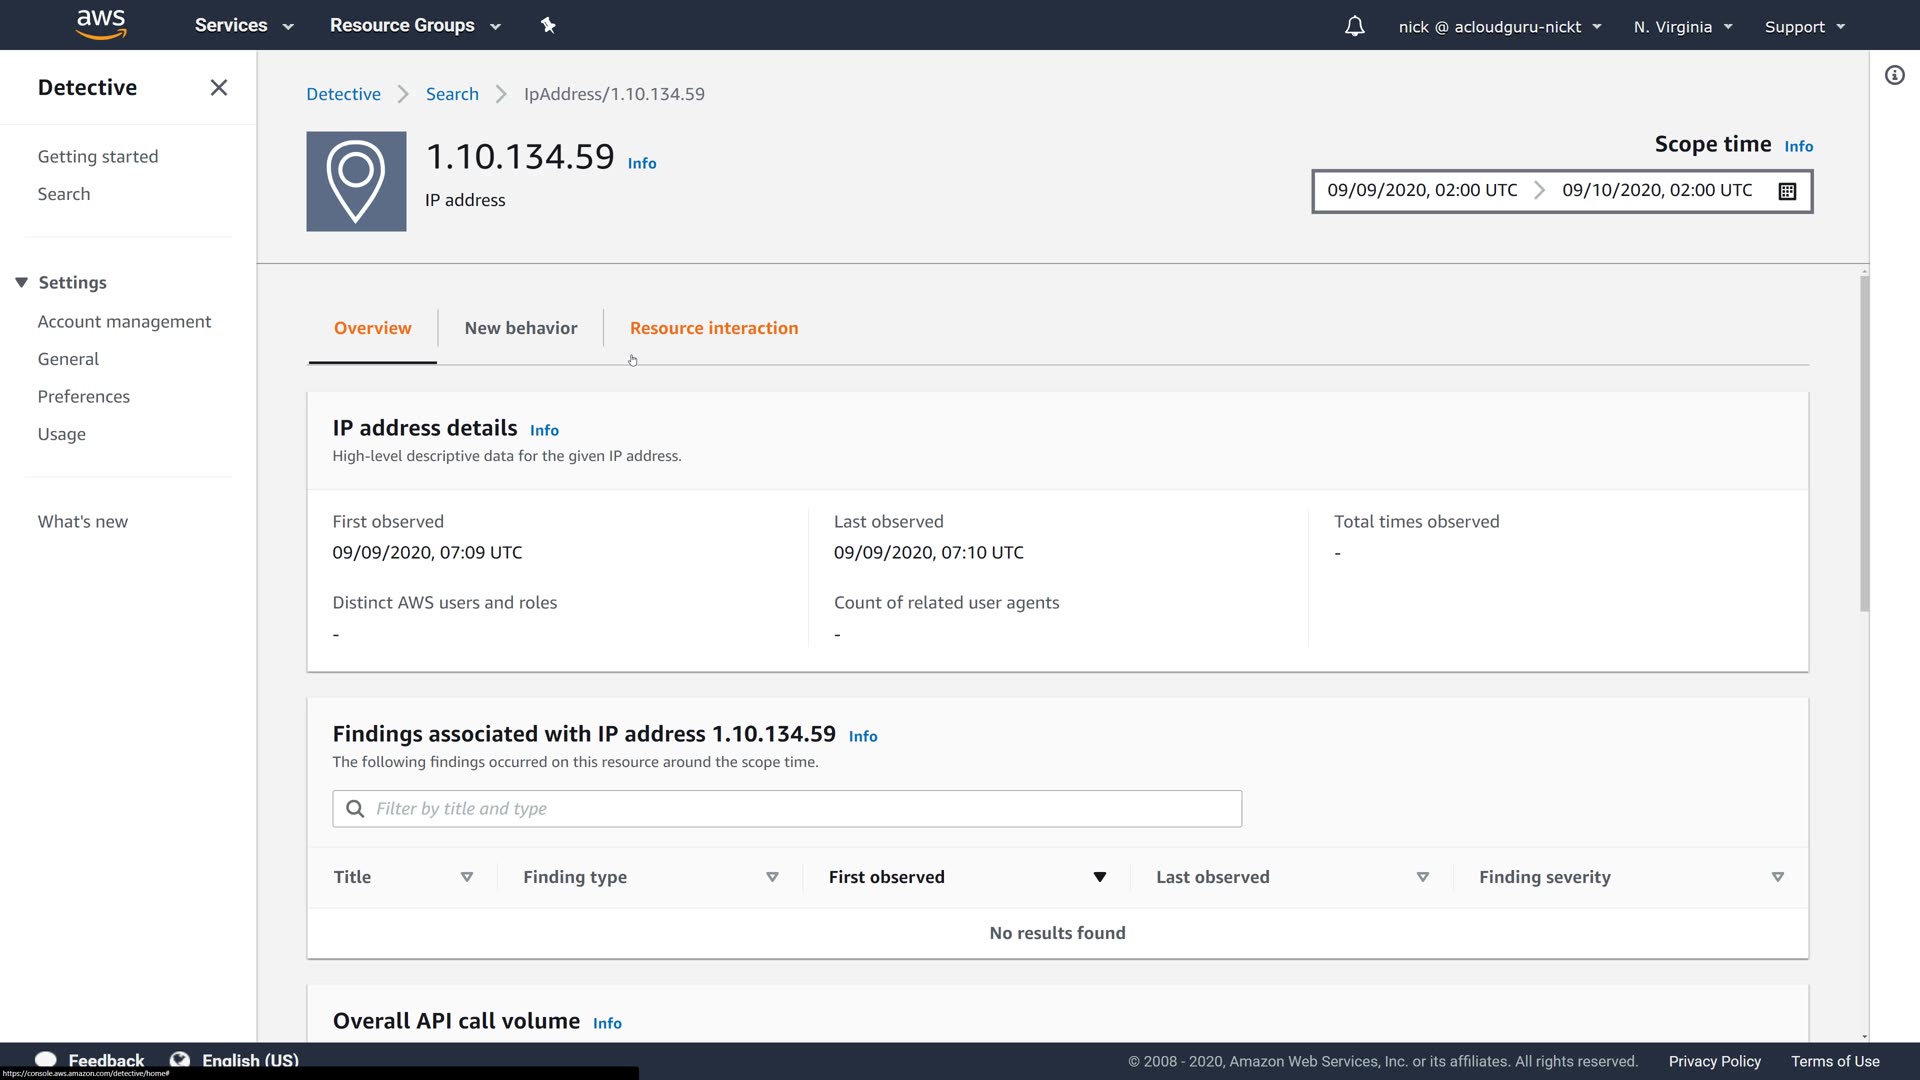 aws
Services
Resource Groups
nick @ acloudguru-nickt
N. Virginia
Support
Detective
Getting started
Search
Settings
Account management
General
Preferences
Usage
What's new
Detective
Search
IpAddress/1.10.134.59
1.10.134.59 Info
IP address
Scope time Info
09/09/2020, 02:00 UTC
09/10/2020, 02:00 UTC
Overview
New behavior
Resource interaction
IP address details Info
High-level descriptive data for the given IP address.
First observed
09/09/2020, 07:09 UTC
Last observed
09/09/2020, 07:10 UTC
Total times observed
-
Distinct AWS users and roles
-
Count of related user agents
-
Findings associated with IP address 1.10.134.59 Info
The following findings occurred on this resource around the scope time.
Filter by title and type
Title
Finding type
First observed
Last observed
Finding severity
No results found
Overall API call volume Info
Feedback
English (US)
© 2008 - 2020, Amazon Web Services, Inc. or its affiliates. All rights reserved.
Privacy Policy
Terms of Use
https://console.aws.amazon.com/detective/home#